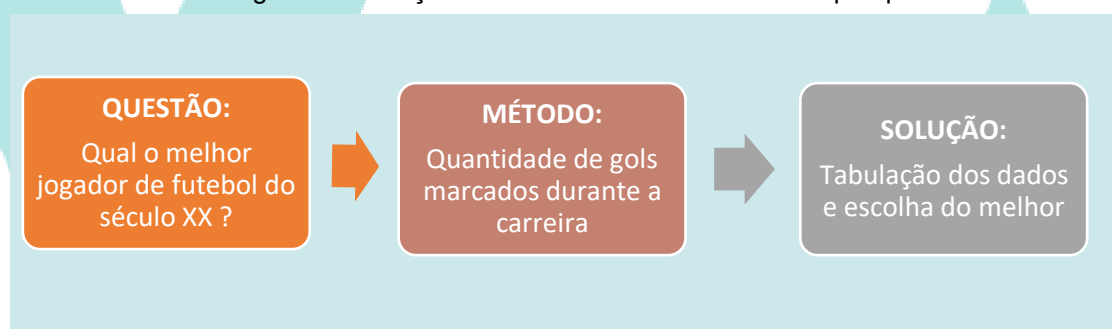 QUESTÃO:
Qual o melhor
jogador de futebol do
século XX ?
MÉTODO:
Quantidade de gols
marcados durante a
carreira
SOLUÇÃO:
Tabulação dos dados
e escolha do melhor